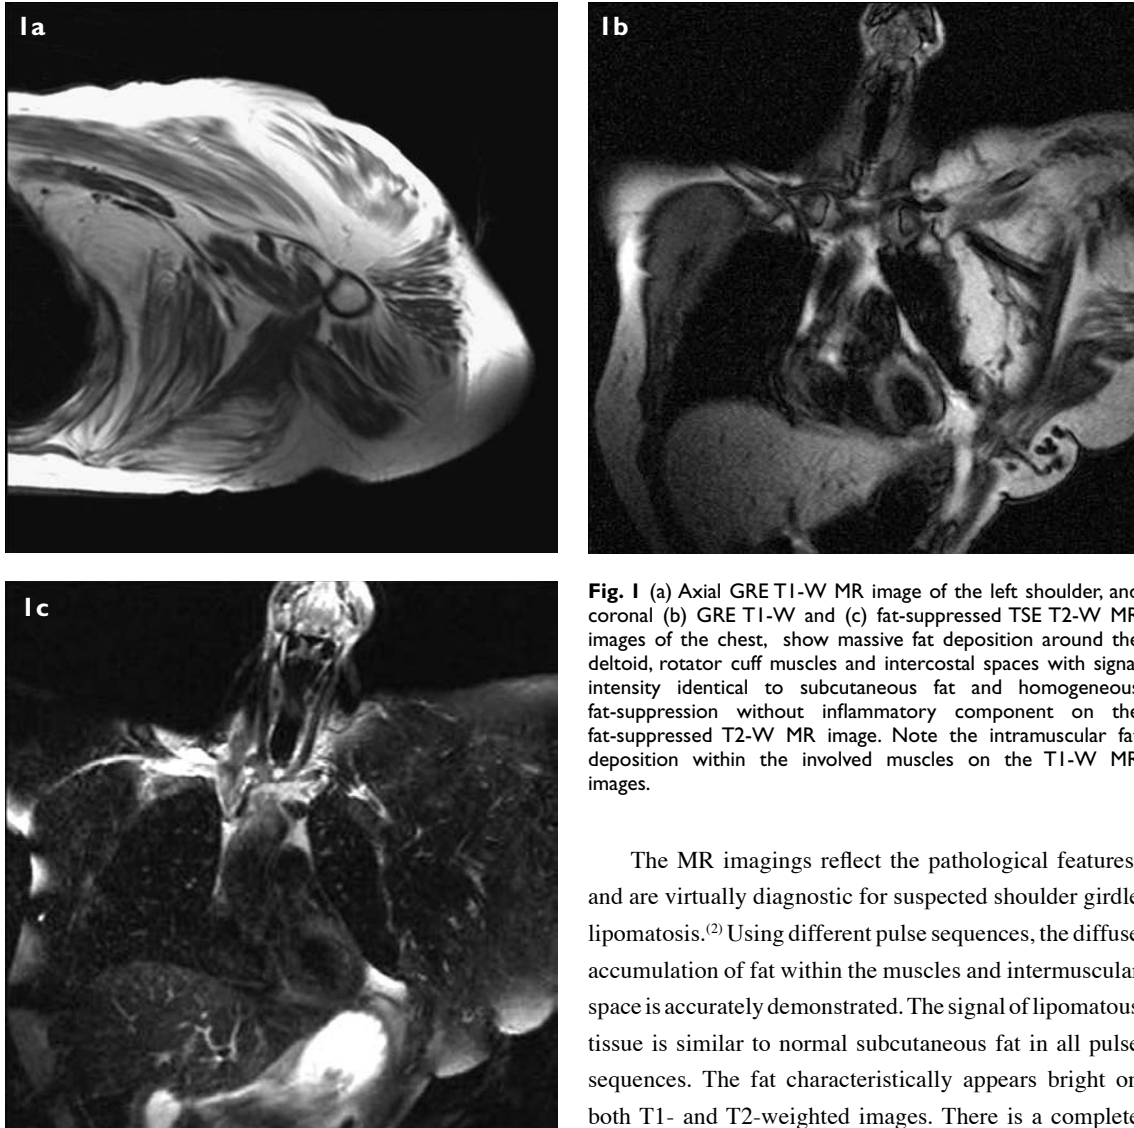 1a
1b
1c
Fig. 1 (a) Axial GRE T1-W MR image of the left shoulder, and
coronal (b) GRE T1-W and (c) fat-suppressed TSE T2-W MR
images of the chest, show massive fat deposition around the
deltoid, rotator cuff muscles and intercostal spaces with signa
intensity identical to subcutaneous fat and homogeneous
fat-suppression without inflammatory component on the
fat-suppressed T2-W MR image. Note the intramuscular fat
deposition within the involved muscles on the T1-W MR
images.
The MR imagings reflect the pathological features
and are virtually diagnostic for suspected shoulder girdle
lipomatosis.(2) Using different pulse sequences, the diffuse
accumulation of fat within the muscles and intermuscular
space is accurately demonstrated. The signal of lipomatous
tissue is similar to normal subcutaneous fat in all pulse
sequences. The fat characteristically appears bright on
both T1- and T2-weighted images. There is a complete